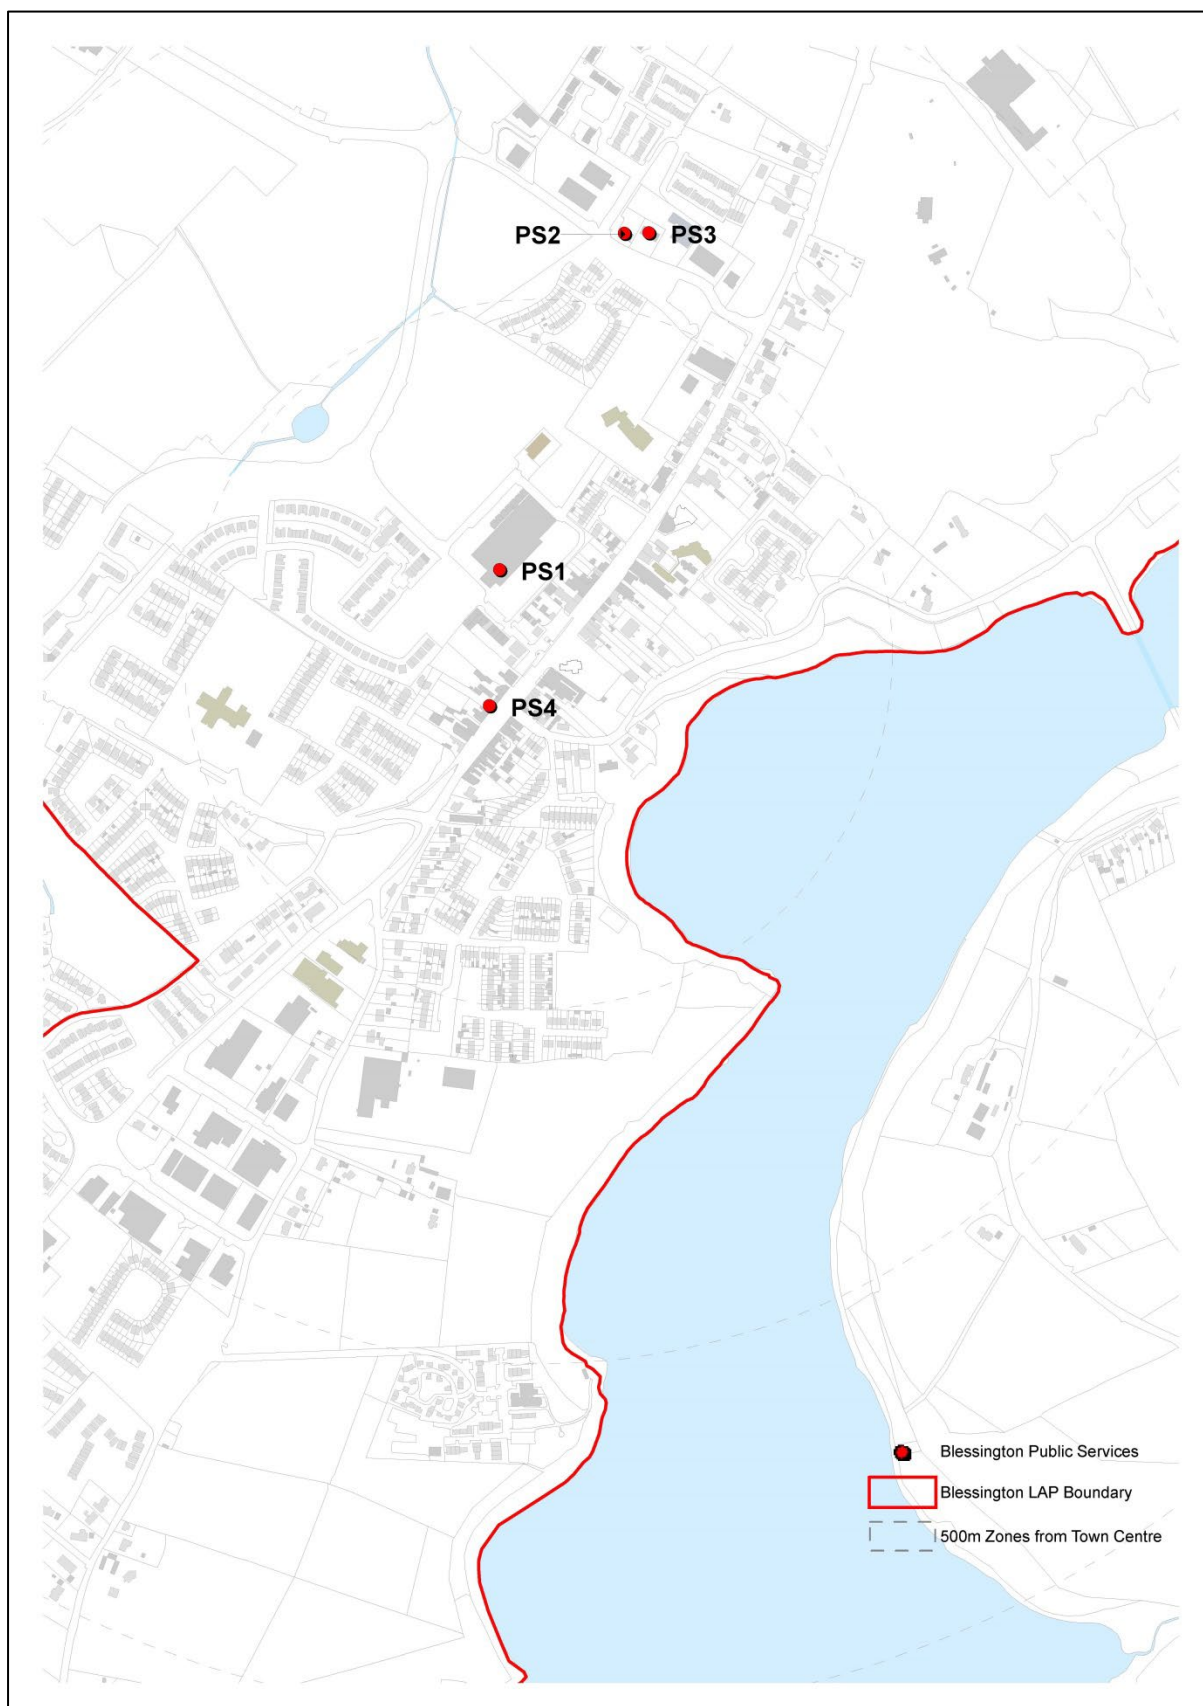 PS2
PS3
PS1
PS4
Blessington Public Services
Blessington LAP Boundary
500m Zones from Town Centre